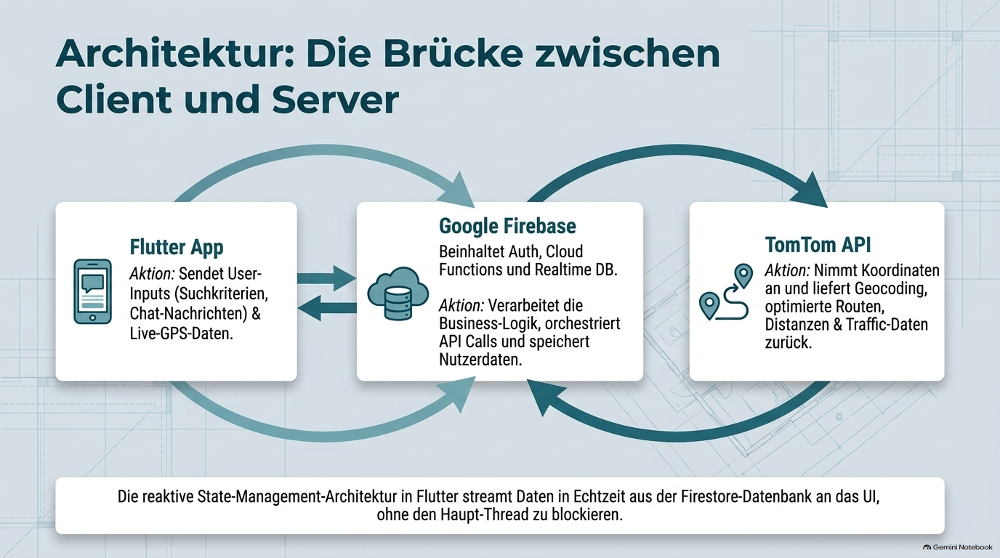 Architektur: Die Brücke zwischen
Client und Server
Flutter App
Aktion: Sendet User-
Inputs (Suchkriterien,
Chat-Nachrichten) &
Live-GPS-Daten.
Google Firebase
Beinhaltet Auth, Cloud
Functions und Realtime DB.
Aktion: Verarbeitet die
Business-Logik, orchestriert
API Calls und speichert
Nutzerdaten.
TomTom API
Aktion: Nimmt Koordinaten
an und liefert Geocoding,
optimierte Routen,
Distanzen & Traffic-Daten
zurück.
Die reaktive State-Management-Architektur in Flutter streamt Daten in Echtzeit aus der Firestore-Datenbank an das UI,
ohne den Haupt-Thread zu blockieren.
Gemini Notebook